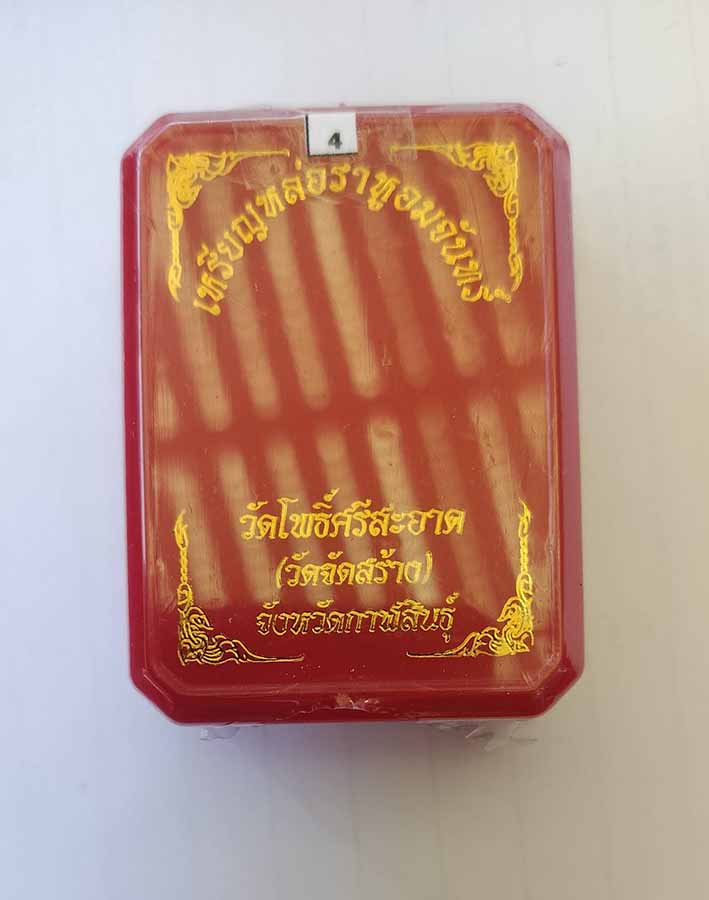 4
เหรียญหล่อราหูอมจันทร์
วัดโพธิ์ศรีสะอาด
(วัดจัดสร้าง)
จังหวัดกาฬสินธุ์